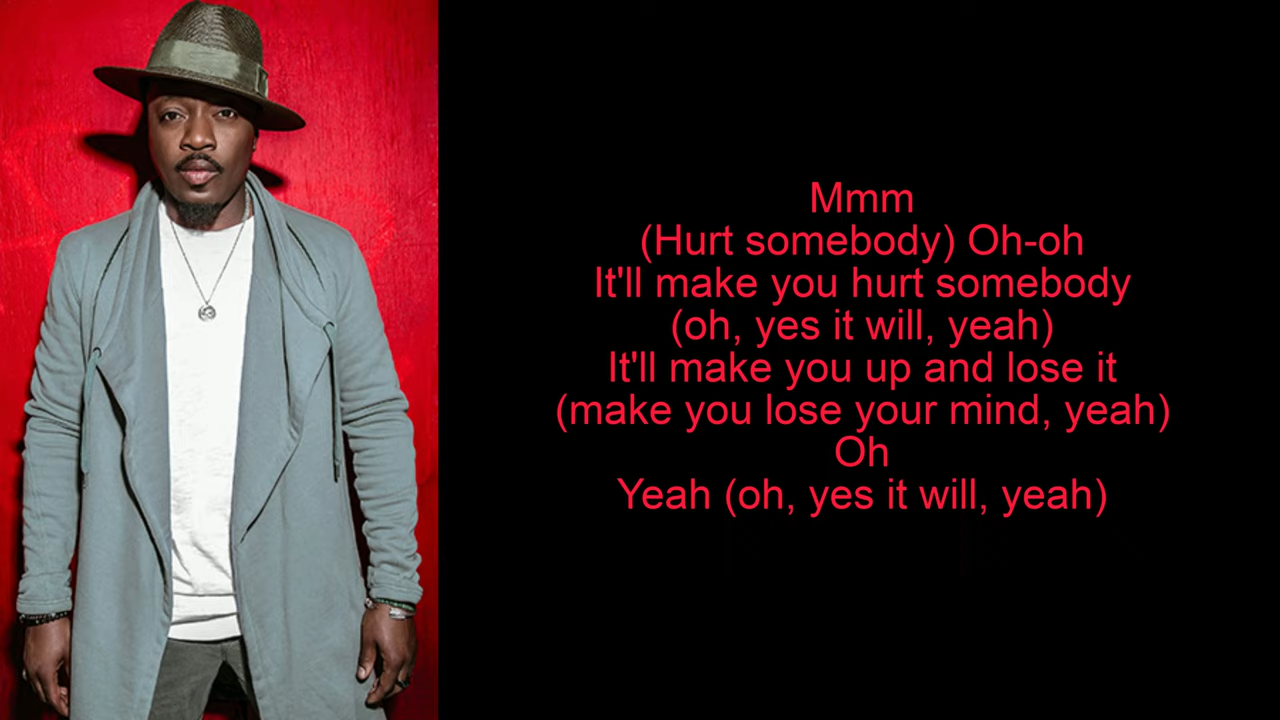 Mmm
(Hurt somebody) Oh-oh
It'll make you hurt somebody
(oh, yes it will, yeah)
It'll make you up and lose it
(make you lose your mind, yeah)
Oh
Yeah (oh, yes it will, yeah)